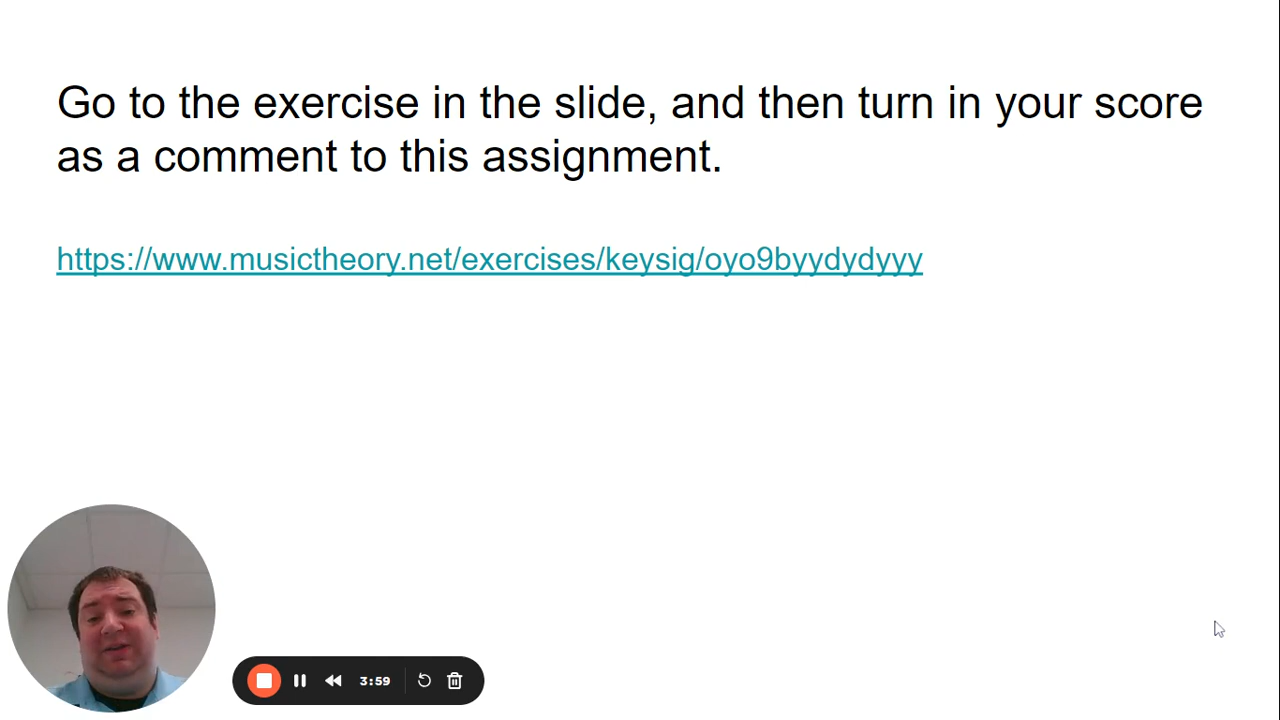 Go to the exercise in the slide, and then turn in your score
as a comment to this assignment.
https://www.musictheory.net/exercises/keysig/oyo9byydydyyy
3:59